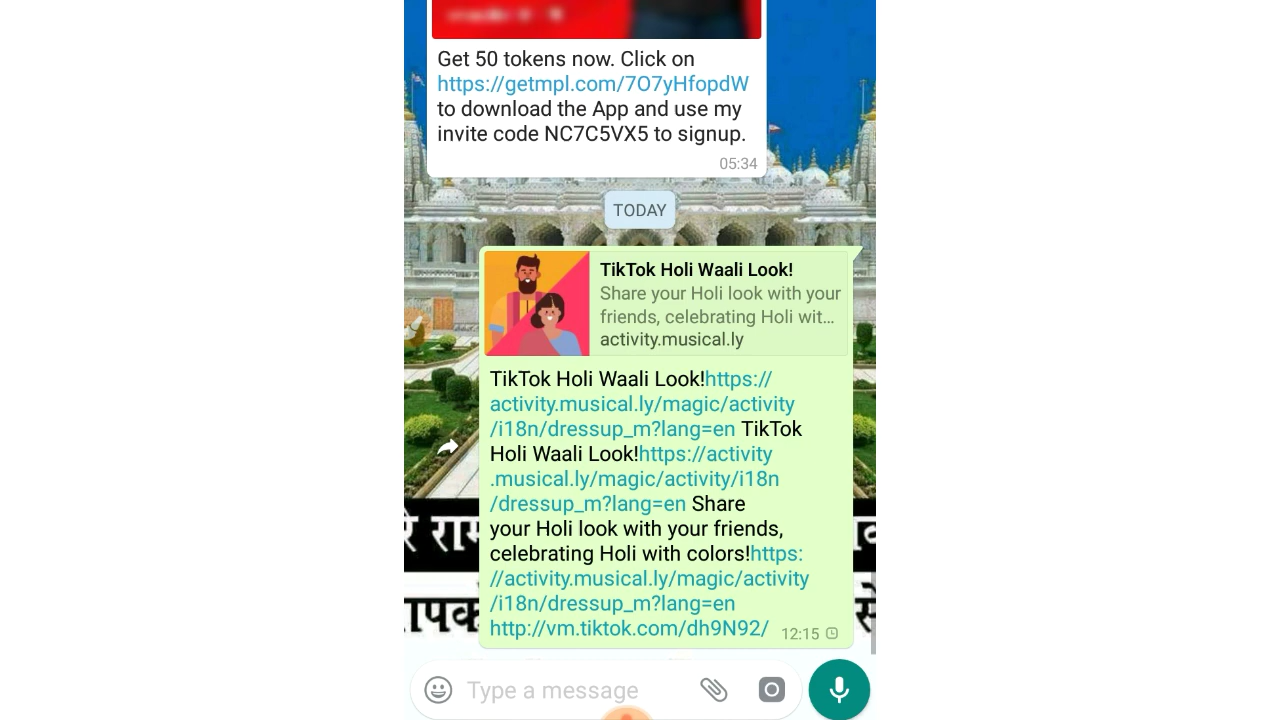 Get 50 tokens now. Click on
https://getmpl.com/7O7yHfopdW
to download the App and use my
invite code NC7C5VX5 to signup.
05:34
TODAY
TikTok Holi Waali Look!
Share your Holi look with your
friends, celebrating Holi wit...
activity.musical.ly
TikTok Holi Waali Look!https://
activity.musical.ly/magic/activity
/i18n/dressup_m?lang=en TikTok
Holi Waali Look!https://activity
.musical.ly/magic/activity/i18n
/dressup_m?lang=en Share
your Holi look with your friends,
celebrating Holi with colors!https:
//activity.musical.ly/magic/activity
/i18n/dressup_m?lang=en
http://vm.tiktok.com/dh9N92/
12:15
Type a message